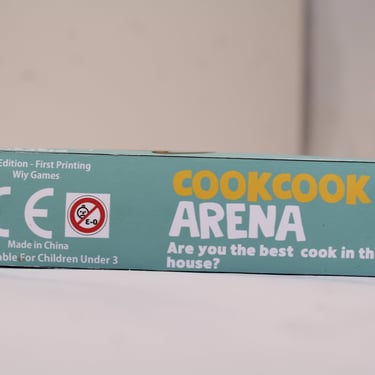 Edition - First Printing
Wiy Games
CE
0-3
Made in China
able For Children Under 3
COOKCOOK
ARENA
Are you the best cook in th
house?